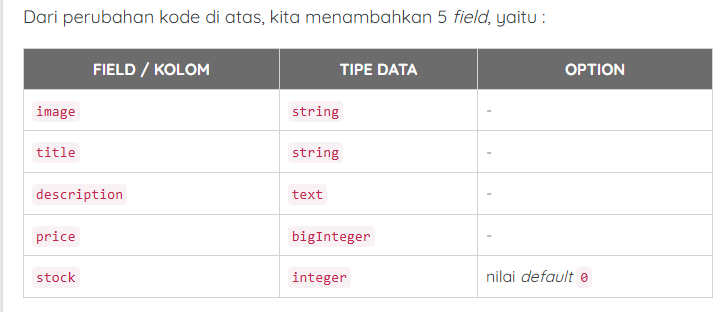 Dari perubahan kode di atas, kita menambahkan 5 field, yaitu :
FIELD / KOLOM TIPE DATA OPTION
image string -
title string -
description text -
price bigInteger -
stock integer nilai default 0